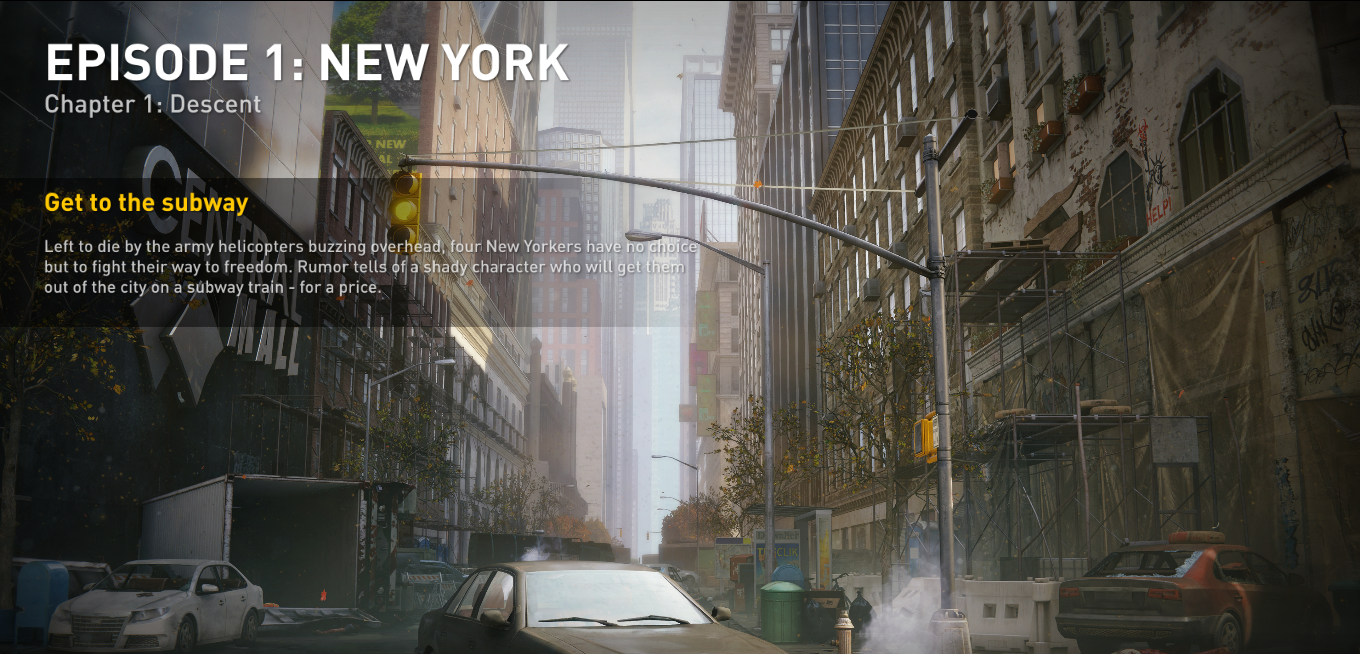 EPISODE 1: NEW YORK
Chapter 1: Descent
NEW
AL
CENTRAL
MALL
Get to the subway
Left to die by the army helicopters buzzing overhead, four New Yorkers have no choice
but to fight their way to freedom. Rumor tells of a shady character who will get them
out of the city on a subway train - for a price.
HELP!